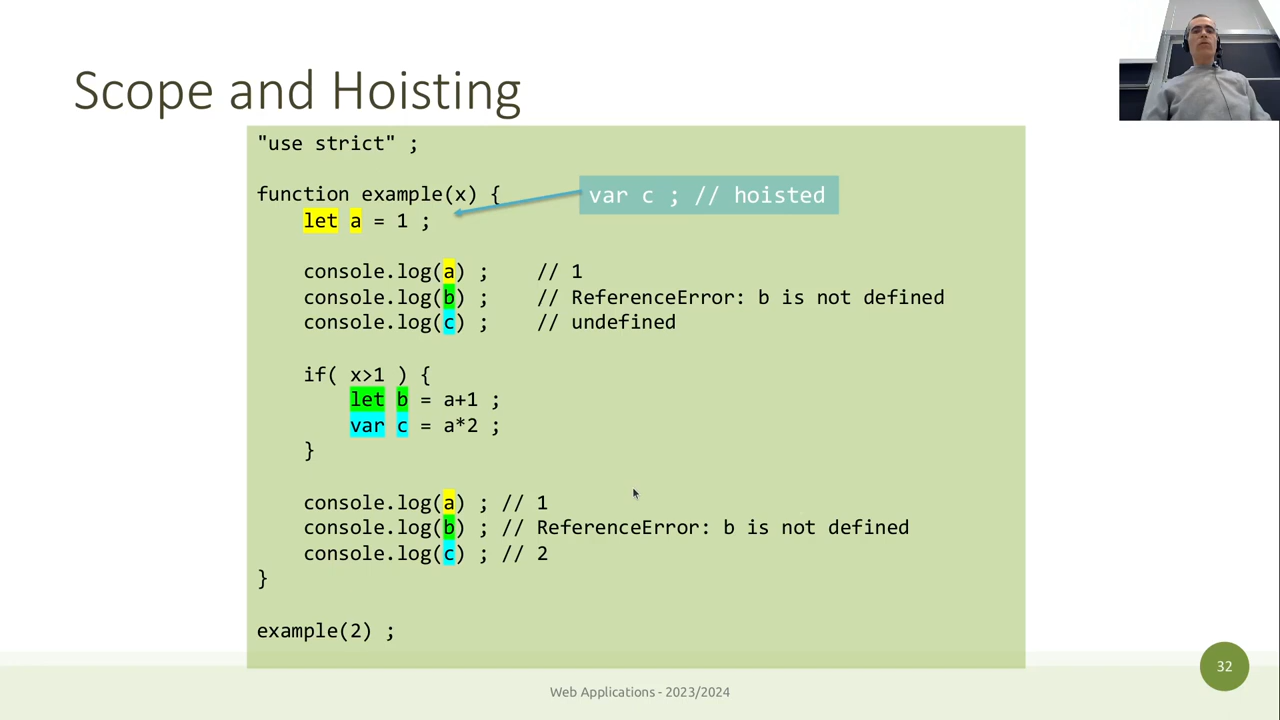 Scope and Hoisting
"use strict" ;
function example(x) {
var c ; // hoisted
let a = 1 ;
console.log(a) ; // 1
console.log(b) ; // ReferenceError: b is not defined
console.log(c) ; // undefined
if( x>1 ) {
let b = a+1 ;
var c = a*2 ;
}
console.log(a) ; // 1
console.log(b) ; // ReferenceError: b is not defined
console.log(c) ; // 2
}
example(2) ;
Web Applications - 2023/2024
32